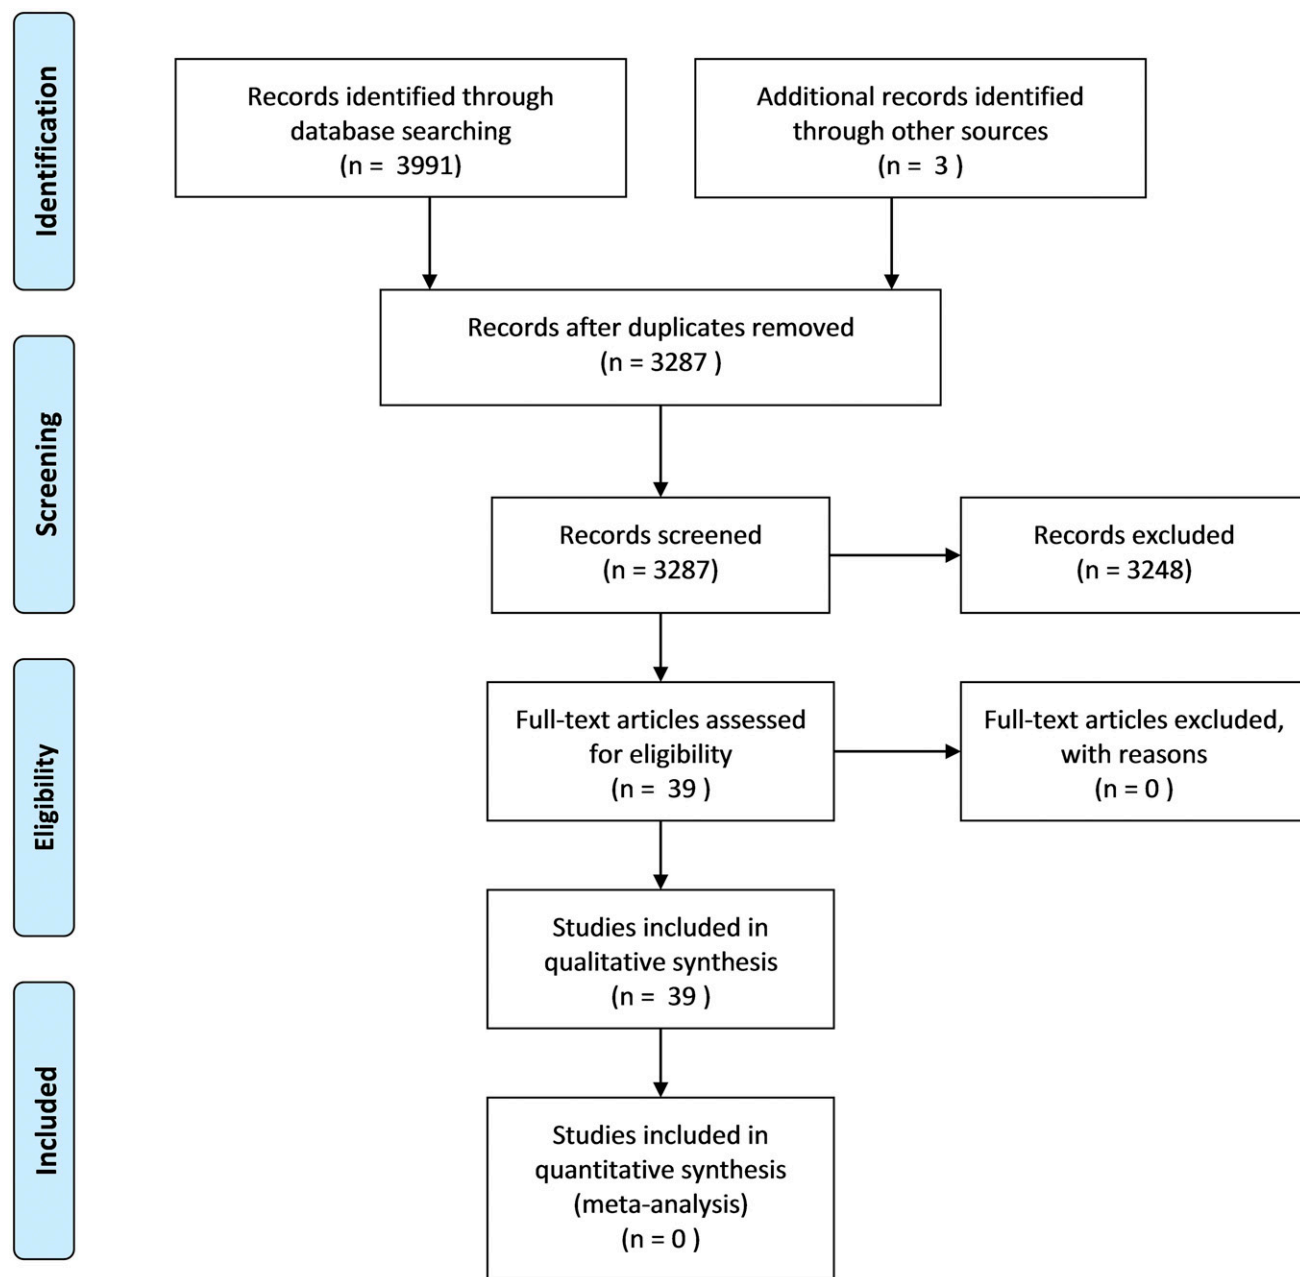 Identification
Records identified through
database searching
(n = 3991)
Additional records identified
through other sources
(n = 3 )
Records after duplicates removed
(n = 3287 )
Screening
Records screened
(n = 3287)
Records excluded
(n = 3248)
Eligibility
Full-text articles assessed
for eligibility
(n = 39 )
Full-text articles excluded,
with reasons
(n = 0 )
Studies included in
qualitative synthesis
(n = 39 )
Included
Studies included in
quantitative synthesis
(meta-analysis)
(n = 0 )